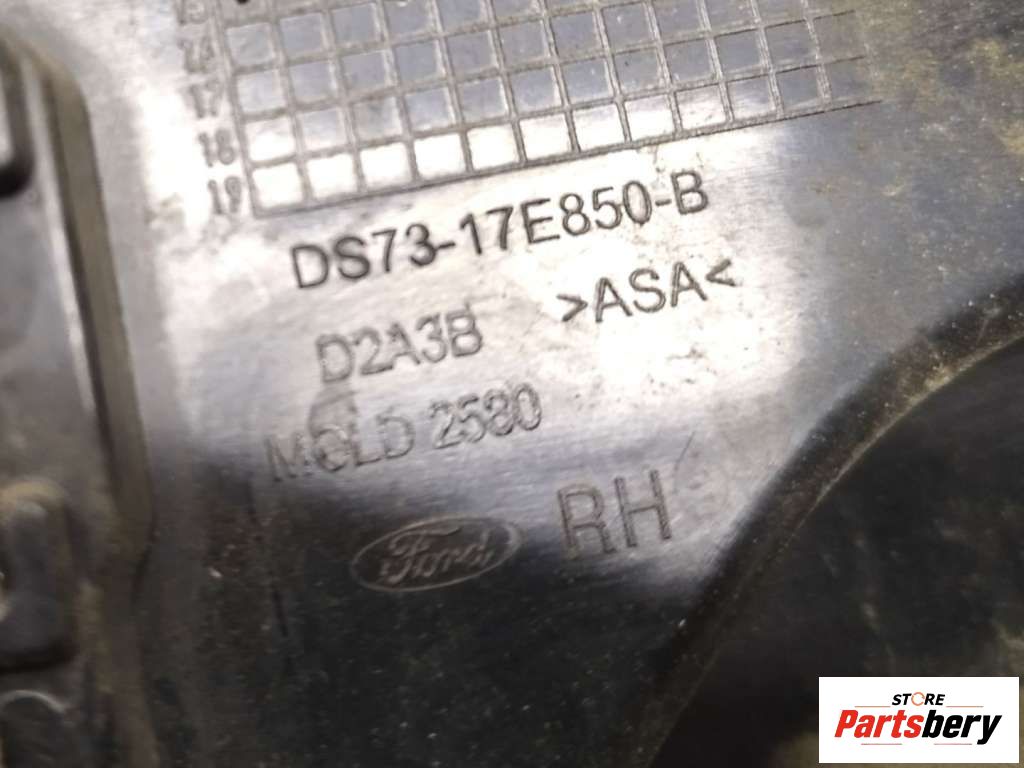 17
18
19
DS73-17E850-B
>ASA<
D2A3B
MOLD 2580
RH
Ford
STORE
Partsbery